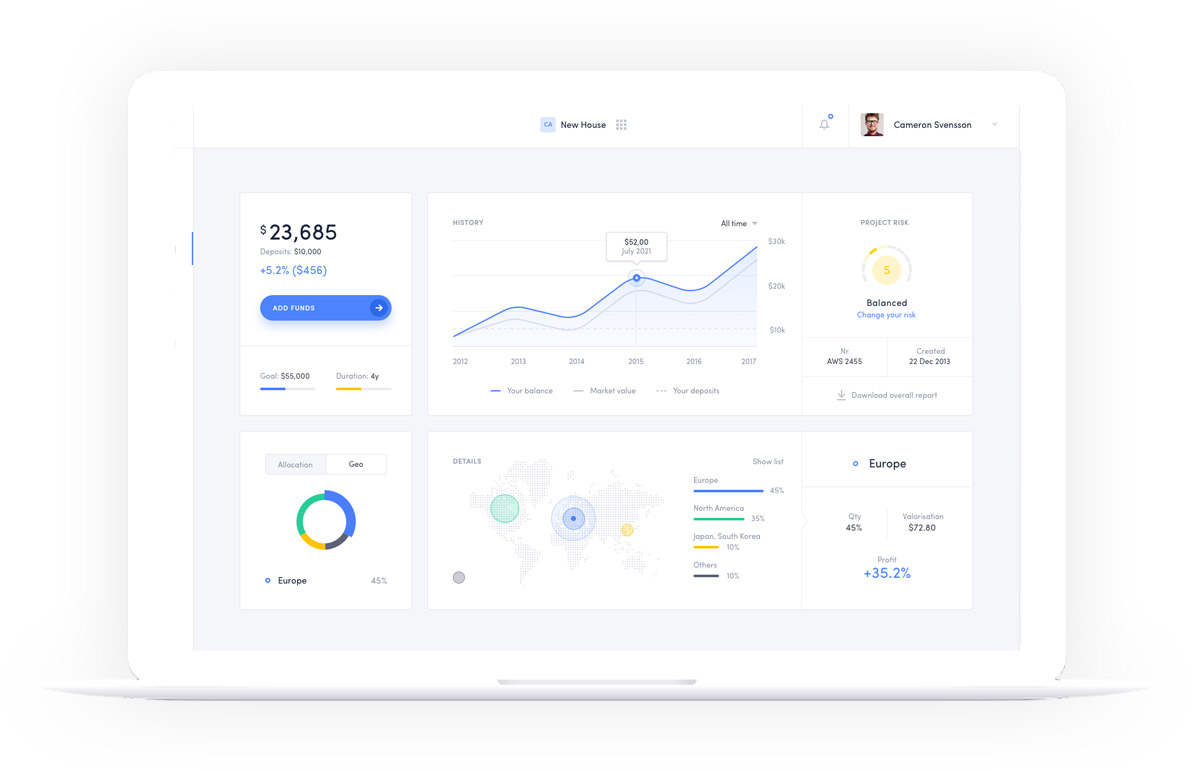 CA New House
Cameron Svensson
$23,685
Deposits: $10,000
+5.2% ($456)
ADD FUNDS
Goal: $55,000 Duration: 4y
HISTORY
All time
$52,00
July 2021
$30k
$20k
$10k
2012 2013 2014 2015 2016 2017
Your balance Market value Your deposits
PROJECT RISK
5
Balanced
Change your risk
Nr Created
AWS 2455 22 Dec 2013
Download overall report
Allocation Geo
Europe 45%
DETAILS
Show list
Europe
45%
North America
35%
Japan, South Korea
10%
Others
10%
Europe
Qty Valorisation
45% $72.80
Profit
+35.2%